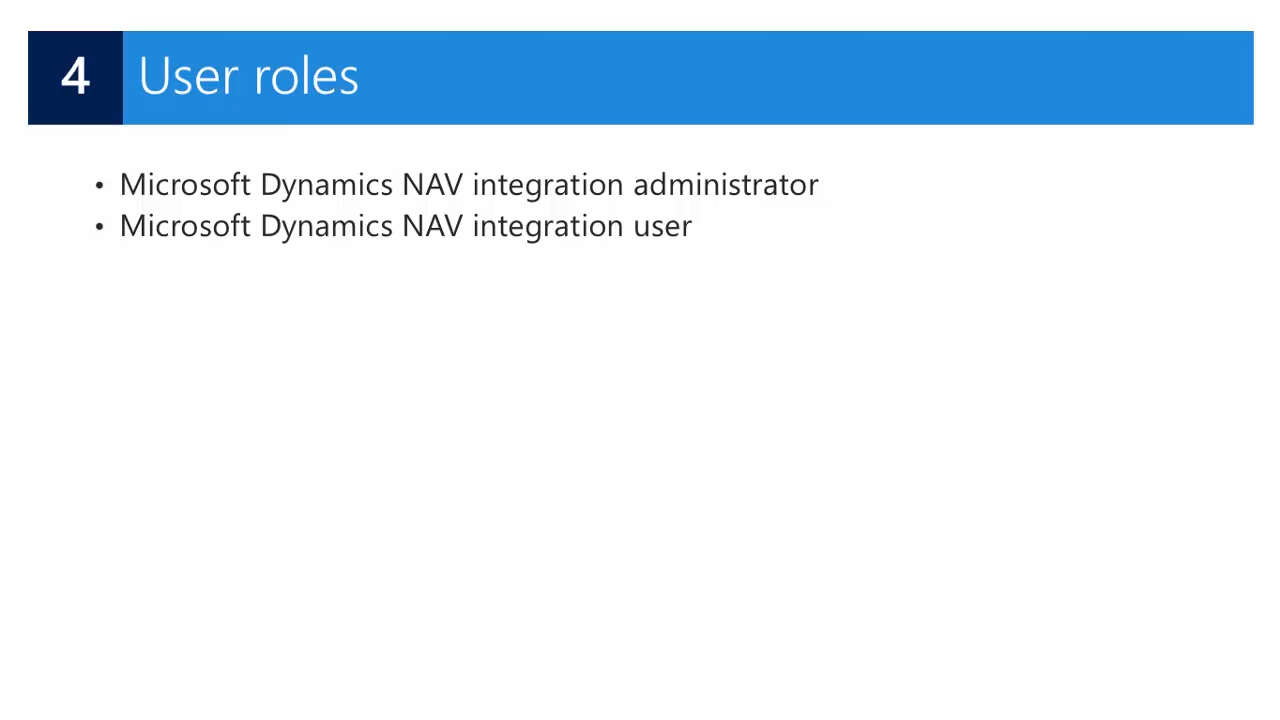 4 User roles
• Microsoft Dynamics NAV integration administrator
• Microsoft Dynamics NAV integration user